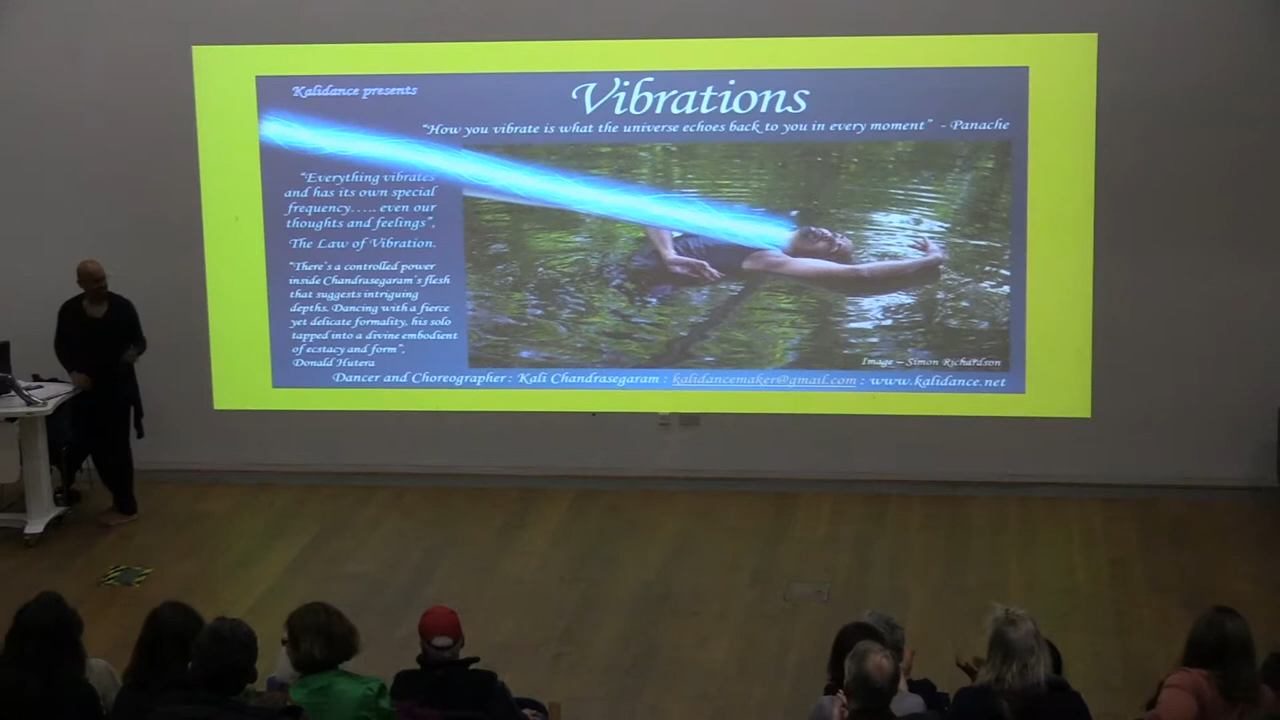 Kalidance presents
Vibrations
“How you vibrate is what the universe echoes back to you in every moment” - Panache
“Everything vibrates
and has its own special
frequency..... even our
thoughts and feelings”,
The Law of Vibration.
“There's a controlled power
inside Chandrasegaram's flesh
that suggests intriguing
depths. Dancing with a fierce
yet delicate formality, his solo
tapped into a divine embodient
of ecstacy and form”,
Donald Hutera
Image – Simon Richardson
Dancer and Choreographer : Kali Chandrasegaram : kalidancemaker@gmail.com : www.kalidance.net